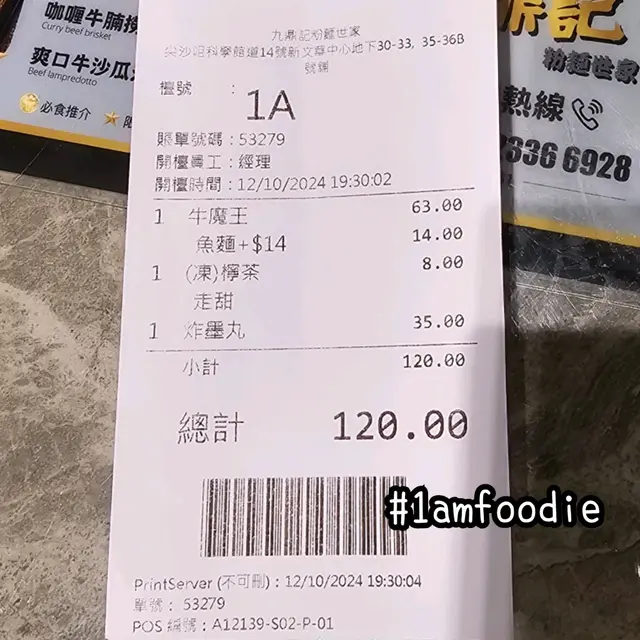 咖喱牛腩
Curry beef brisket
爽口牛沙瓜
Beef lampredotto
必食推介
記
粉麵世家
熱線
7336 6928
九鼎記粉麵世家
尖沙咀科學館道14號新文華中心地下30-33, 35-36B
號鋪
檯號 :
1A
賬單號碼 : 53279
開檯員工 : 經理
開檯時間 : 12/10/2024 19:30:02
1 牛魔王 63.00
魚麵+$14 14.00
1 (凍)檸茶 8.00
走甜
1 炸墨丸 35.00
小計 120.00
總計 120.00
#1amfoodie
PrintServer (不可刪) : 12/10/2024 19:30:04
單號 : 53279
POS 編號 : A12139-S02-P-01